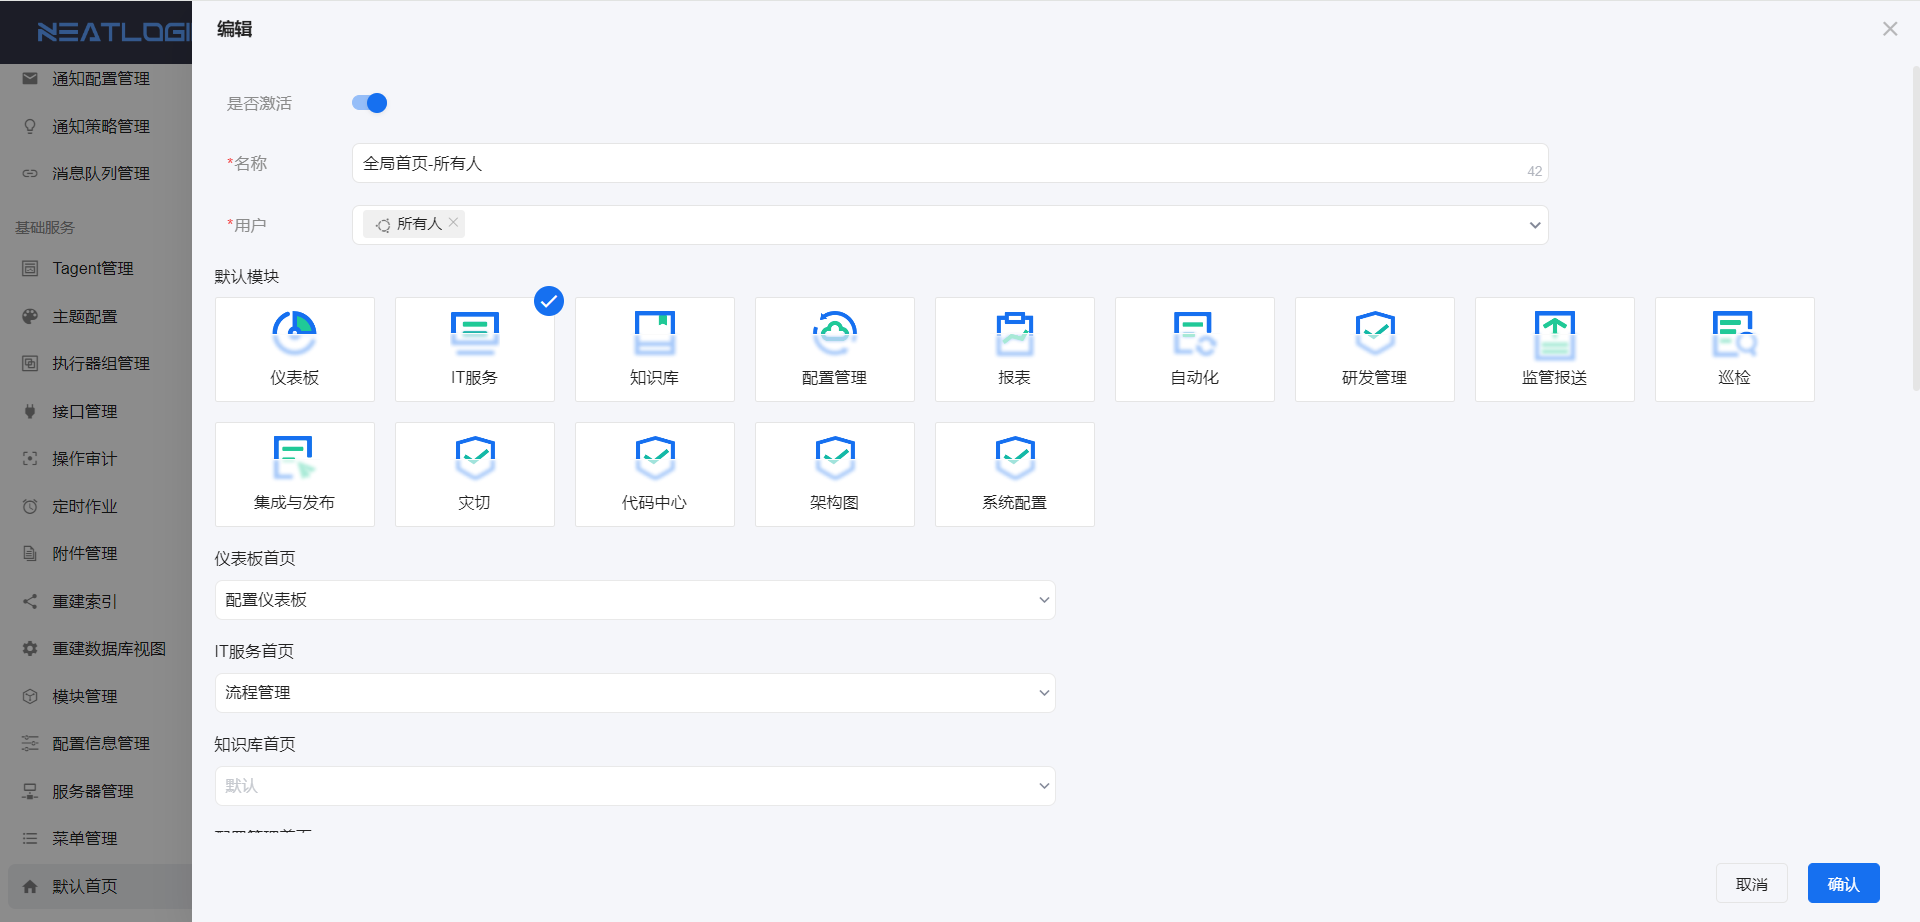 NEATLOGI
通知配置管理
通知策略管理
消息队列管理
基础服务
Tagent管理
主题配置
执行器组管理
接口管理
操作审计
定时作业
附件管理
重建索引
重建数据库视图
模块管理
配置信息管理
服务器管理
菜单管理
默认首页
编辑
是否激活
*名称
全局首页-所有人
42
*用户
所有人
默认模块
仪表板
IT服务
知识库
配置管理
报表
自动化
研发管理
监管报送
巡检
集成与发布
灾切
代码中心
架构图
系统配置
仪表板首页
配置仪表板
IT服务首页
流程管理
知识库首页
默认
取消
确认